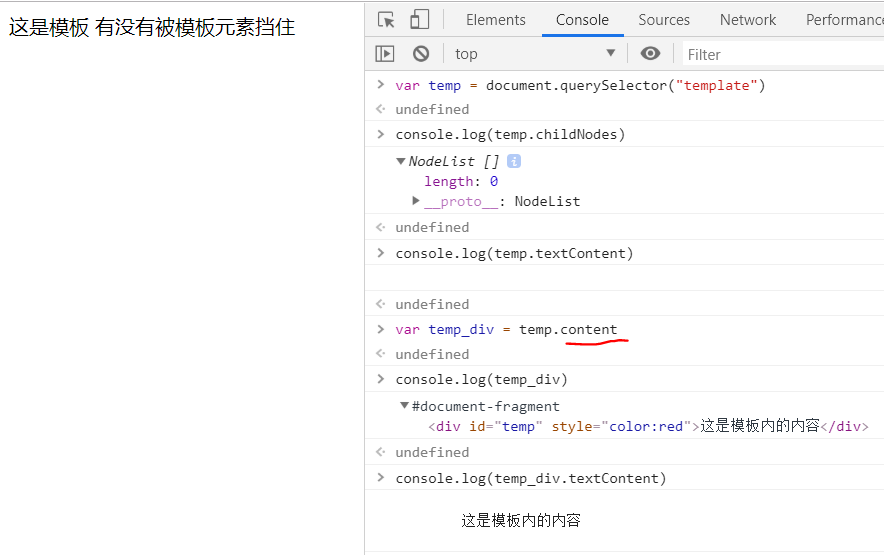 这是模板 有没有被模板元素挡住
Elements Console Sources Network Performance
top Filter
> var temp = document.querySelector("template")
< undefined
> console.log(temp.childNodes)
▼NodeList [] i
length: 0
▶__proto__: NodeList
< undefined
> console.log(temp.textContent)
< undefined
> var temp_div = temp.content
< undefined
> console.log(temp_div)
▼#document-fragment
<div id="temp" style="color:red">这是模板内的内容</div>
< undefined
> console.log(temp_div.textContent)
这是模板内的内容